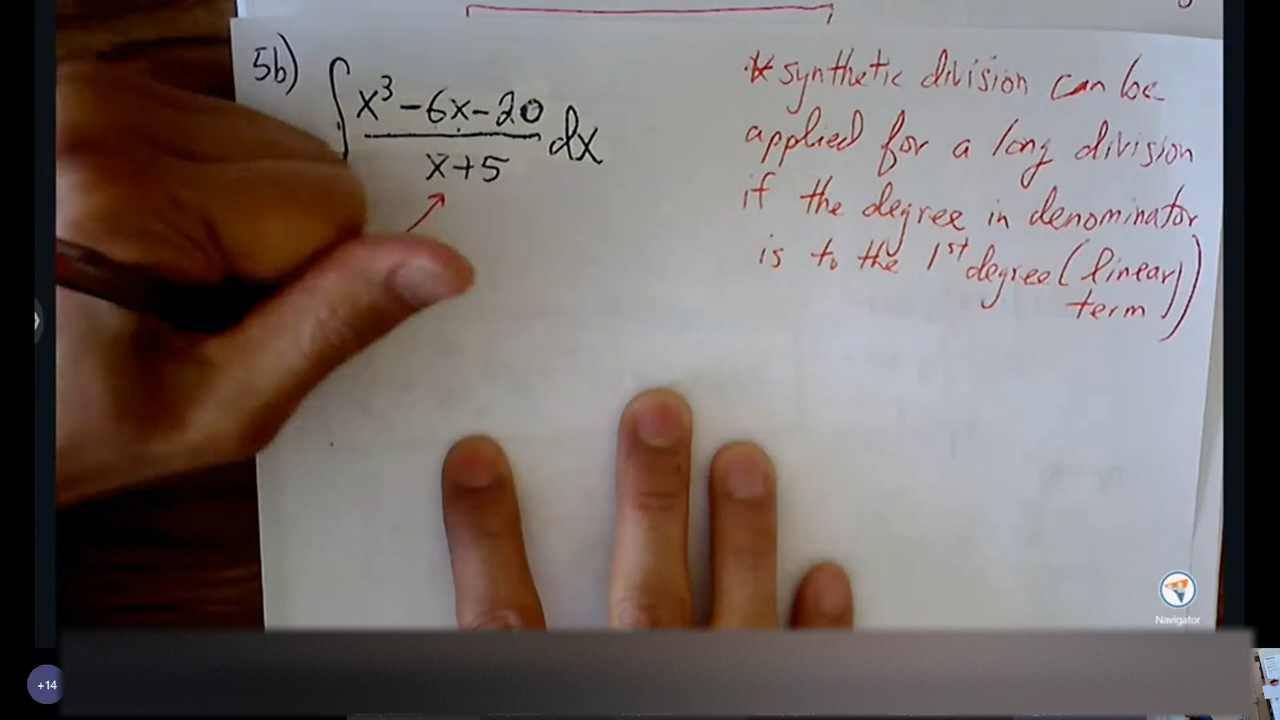 5b) ∫ x³ - 6x - 20 / x + 5 dx
* synthetic division can be
applied for a long division
if the degree in denominator
is to the 1st degree (linear)
term)
Navigator
+14